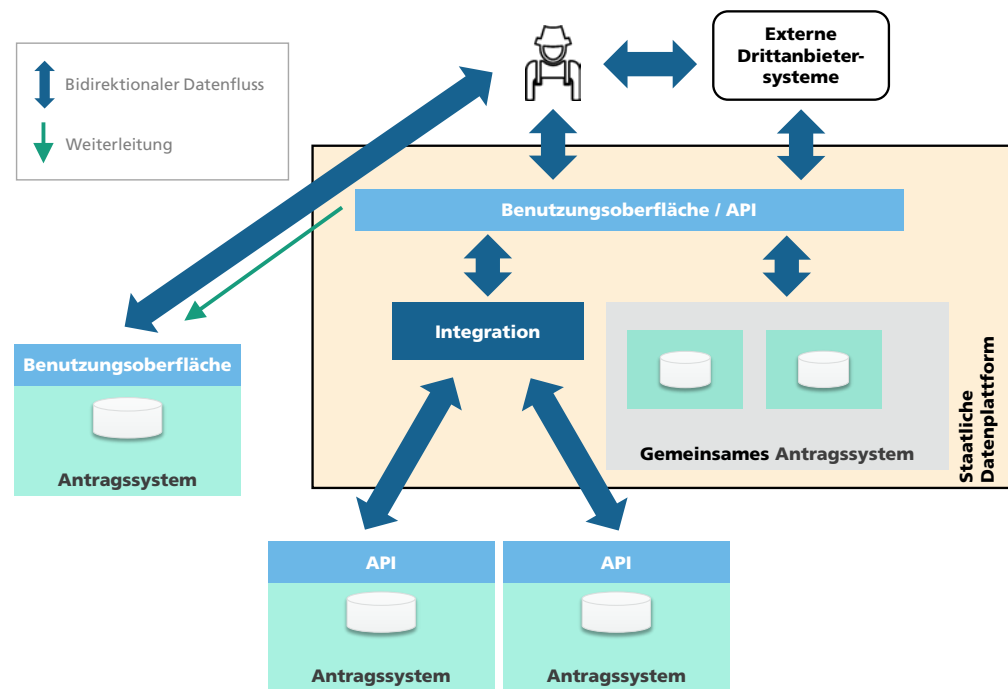 Bidirektionaler Datenfluss
Weiterleitung
Externe
Drittanbieter-
systeme
Benutzungsoberfläche / API
Integration
Gemeinsames Antragssystem
Staatliche
Datenplattform
Benutzungsoberfläche
Antragssystem
API
Antragssystem
API
Antragssystem